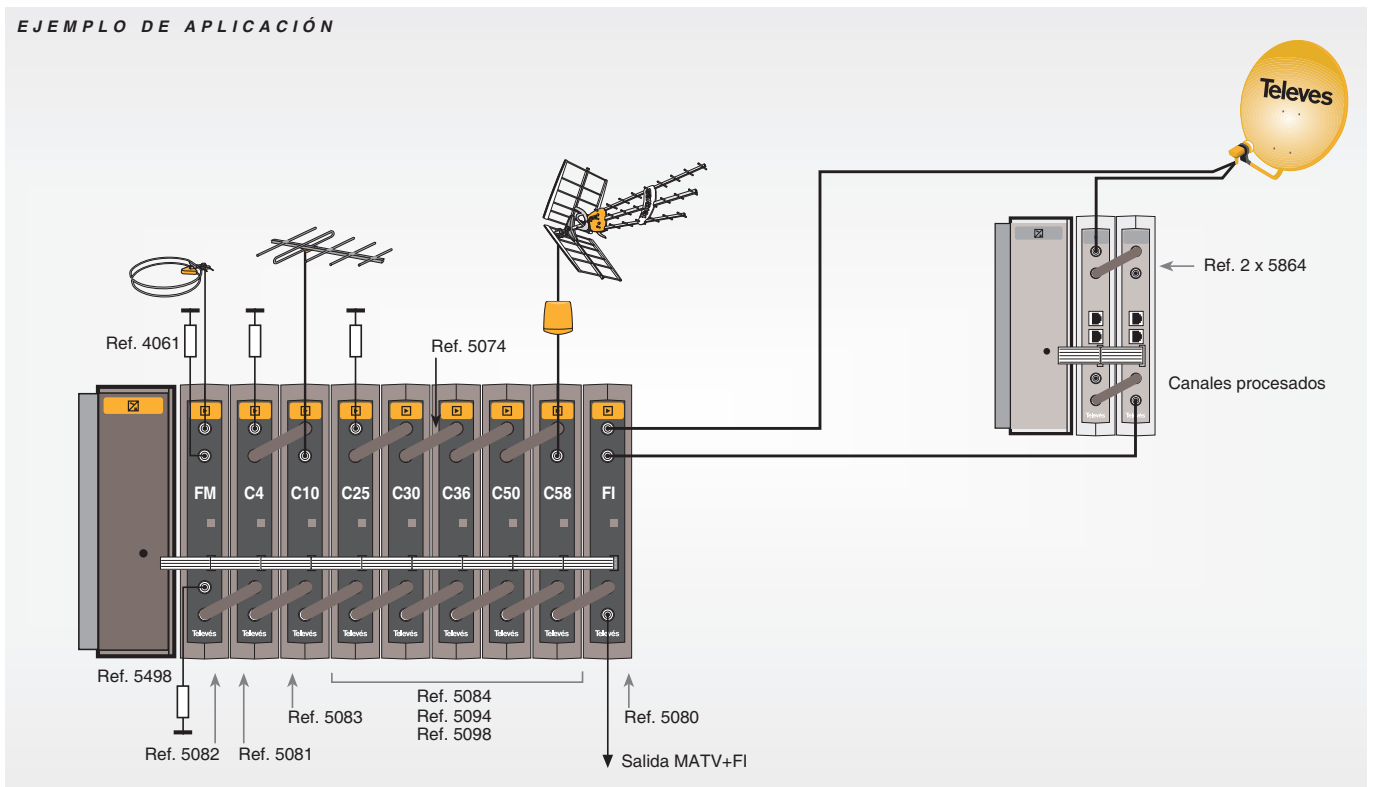 EJEMPLO DE APLICACIÓN
Televes
Ref. 2 x 5864
Ref. 4061
Ref. 5074
Canales procesados
Televés Televés
FM C4 C10 C25 C30 C36 C50 C58 FI
Televés Televés Televés Televés Televés Televés Televés Televés Televés
Ref. 5498
Ref. 5084
Ref. 5083
Ref. 5094
Ref. 5080
Ref. 5098
Ref. 5082
Ref. 5081
Salida MATV+FI